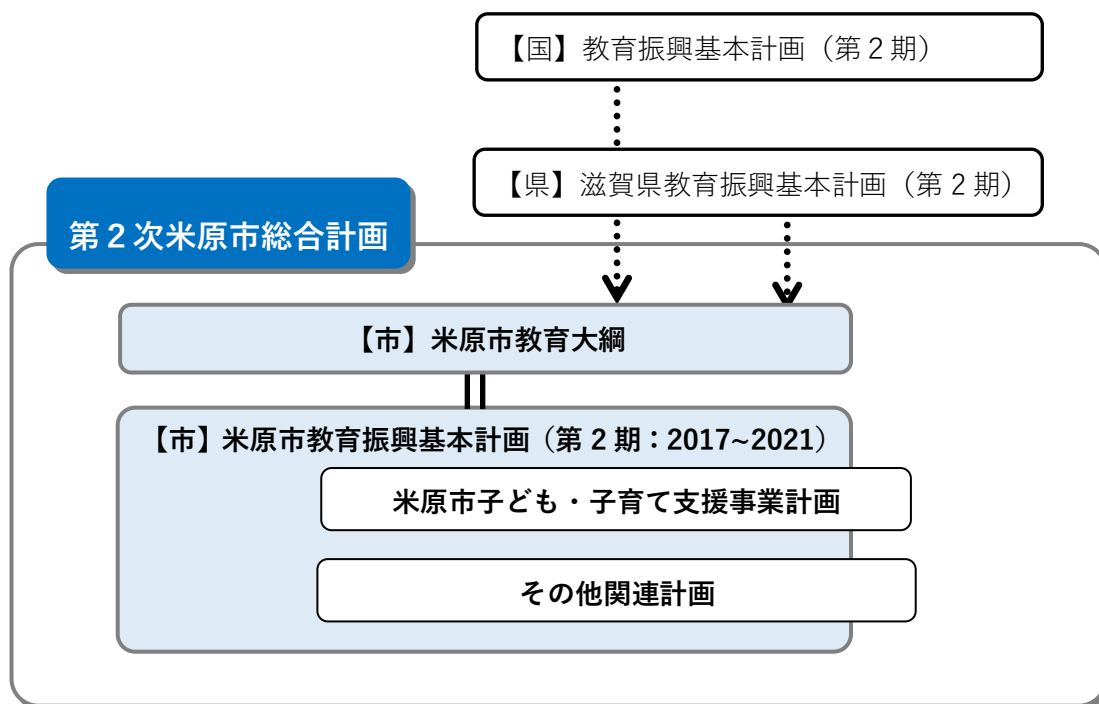 【国】教育振興基本計画（第２期）
【県】滋賀県教育振興基本計画（第２期）
第２次米原市総合計画
【市】米原市教育大綱
【市】米原市教育振興基本計画（第２期：2017~2021）
米原市子ども・子育て支援事業計画
その他関連計画